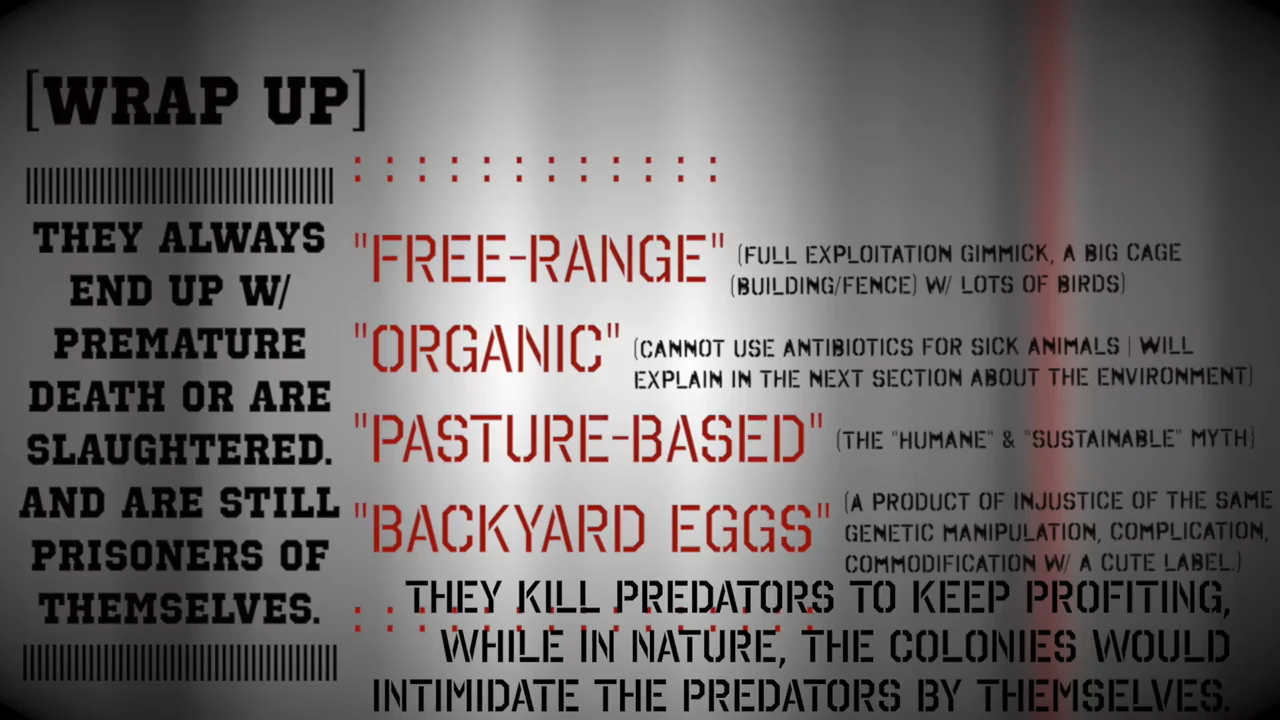 [WRAP UP]
THEY ALWAYS
END UP W/
PREMATURE
DEATH OR ARE
SLAUGHTERED.
AND ARE STILL
PRISONERS OF
THEMSELVES.
"FREE-RANGE" (FULL EXPLOITATION GIMMICK, A BIG CAGE
(BUILDING/FENCE) W/ LOTS OF BIRDS)
"ORGANIC" (CANNOT USE ANTIBIOTICS FOR SICK ANIMALS | WILL
EXPLAIN IN THE NEXT SECTION ABOUT THE ENVIRONMENT)
"PASTURE-BASED" (THE "HUMANE" & "SUSTAINABLE" MYTH)
"BACKYARD EGGS" (A PRODUCT OF INJUSTICE OF THE SAME
GENETIC MANIPULATION, COMPLICATION,
COMMODIFICATION W/ A CUTE LABEL.)
THEY KILL PREDATORS TO KEEP PROFITING,
WHILE IN NATURE, THE COLONIES WOULD
INTIMIDATE THE PREDATORS BY THEMSELVES.